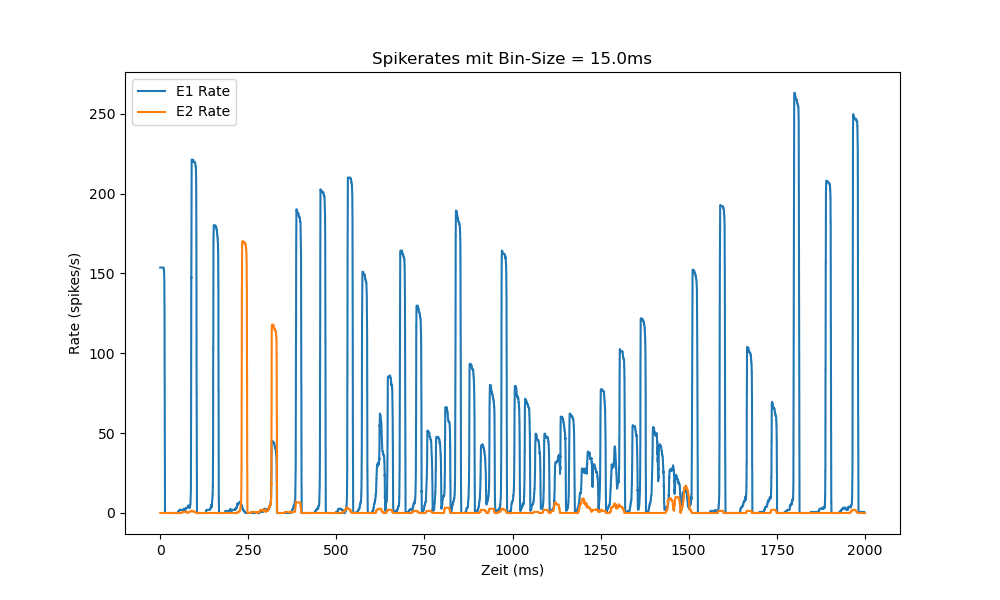 Spikerates mit Bin-Size = 15.0ms
E1 Rate
E2 Rate
250
200
150
100
50
0
Rate (spikes/s)
0 250 500 750 1000 1250 1500 1750 2000
Zeit (ms)